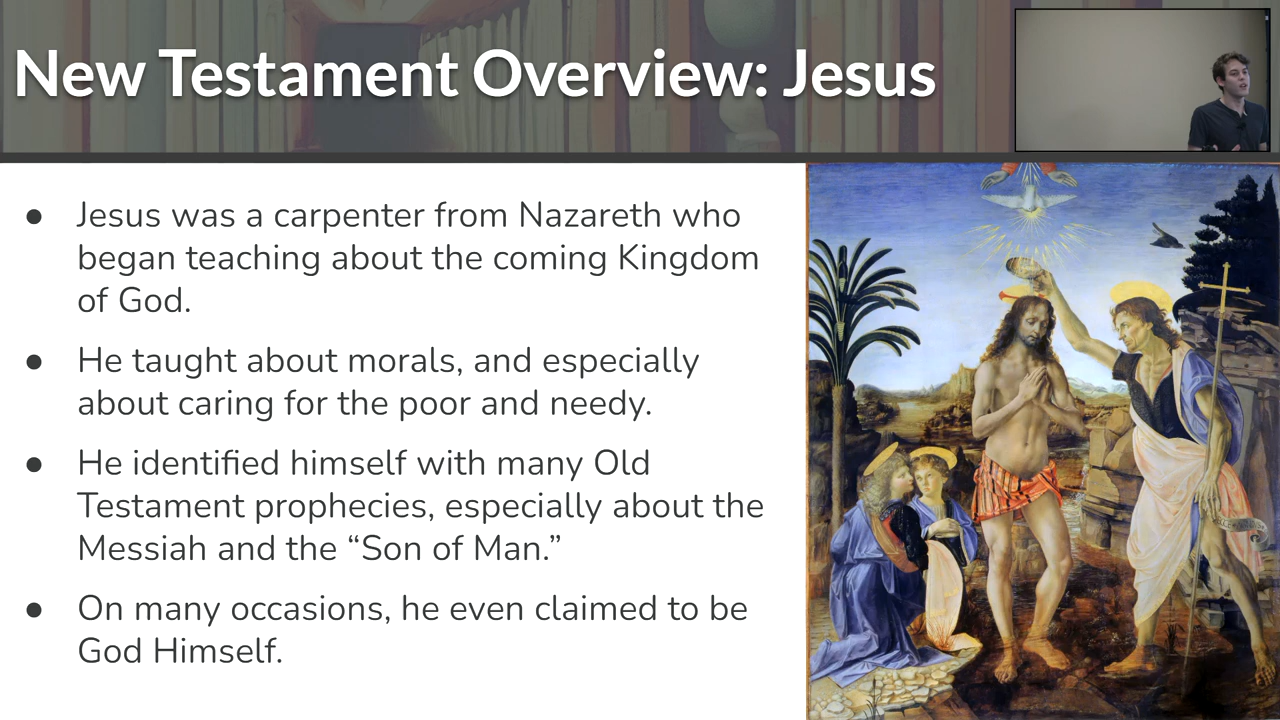 New Testament Overview: Jesus
● Jesus was a carpenter from Nazareth who
began teaching about the coming Kingdom
of God.
● He taught about morals, and especially
about caring for the poor and needy.
● He identified himself with many Old
Testament prophecies, especially about the
Messiah and the “Son of Man.”
● On many occasions, he even claimed to be
God Himself.